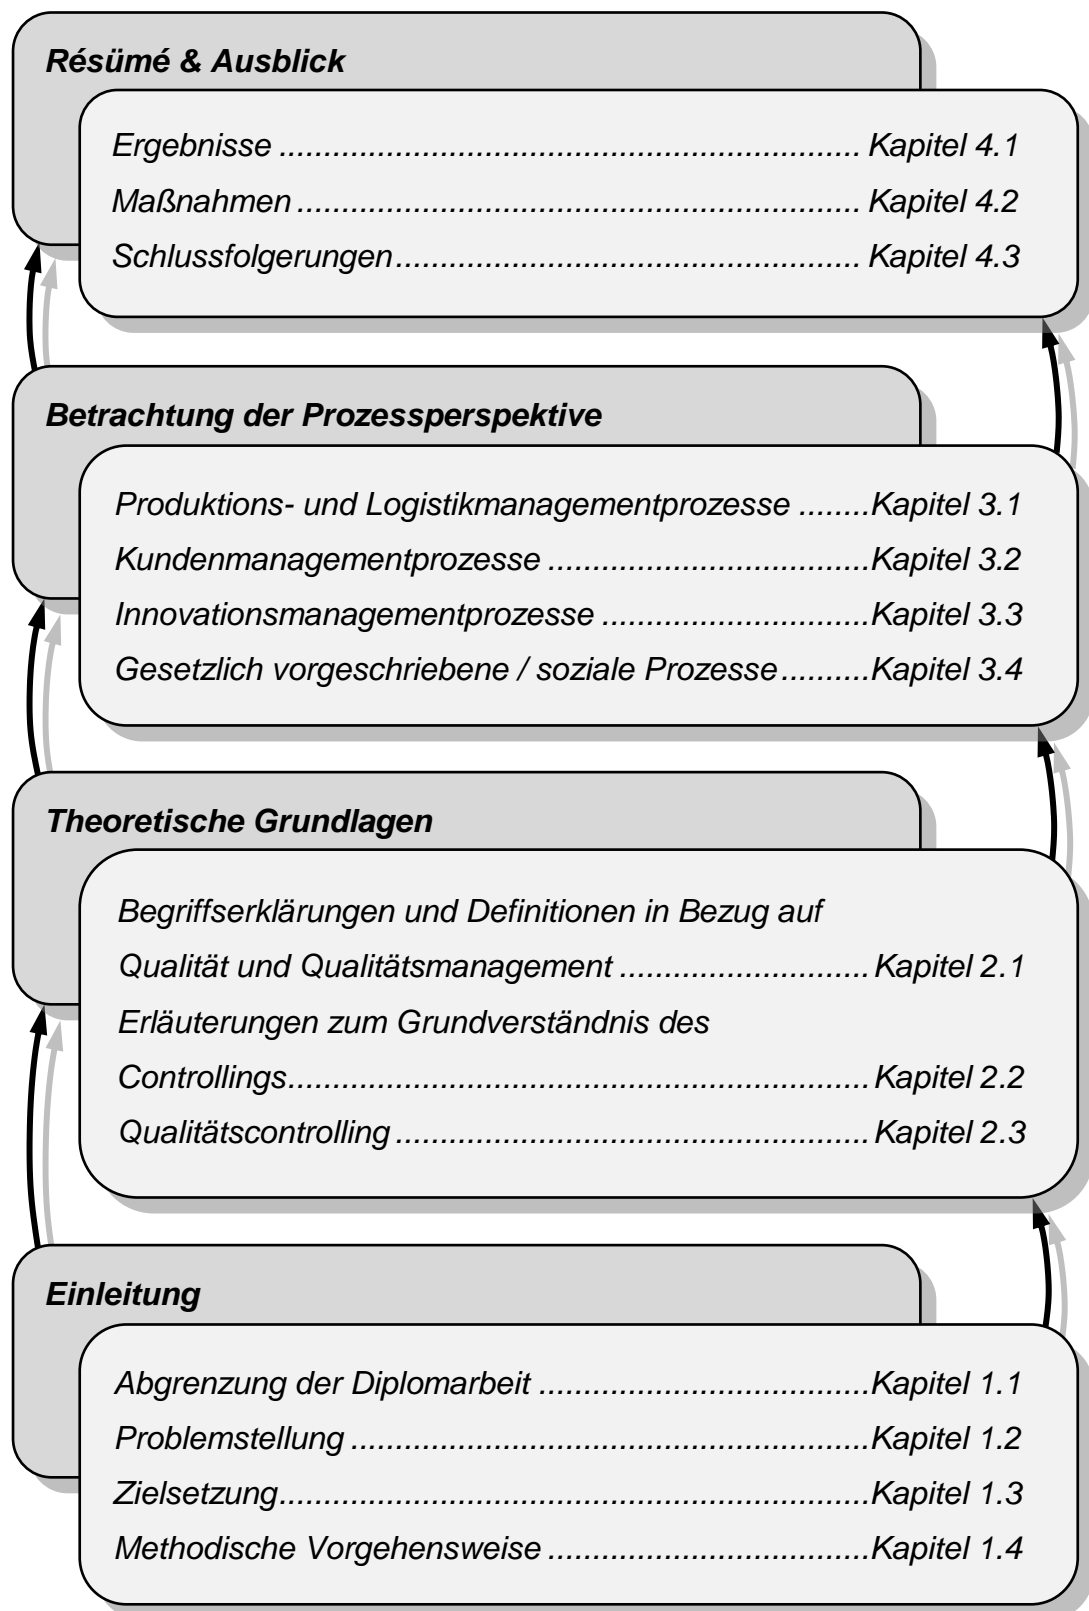 Résümé & Ausblick
Ergebnisse ................................................................ Kapitel 4.1
Maßnahmen .............................................................. Kapitel 4.2
Schlussfolgerungen................................................... Kapitel 4.3
Betrachtung der Prozessperspektive
Produktions- und Logistikmanagementprozesse ........Kapitel 3.1
Kundenmanagementprozesse ...................................Kapitel 3.2
Innovationsmanagementprozesse .............................Kapitel 3.3
Gesetzlich vorgeschriebene / soziale Prozesse..........Kapitel 3.4
Theoretische Grundlagen
Begriffserklärungen und Definitionen in Bezug auf
Qualität und Qualitätsmanagement ........................... Kapitel 2.1
Erläuterungen zum Grundverständnis des
Controllings................................................................ Kapitel 2.2
Qualitätscontrolling .................................................... Kapitel 2.3
Einleitung
Abgrenzung der Diplomarbeit ....................................Kapitel 1.1
Problemstellung .........................................................Kapitel 1.2
Zielsetzung.................................................................Kapitel 1.3
Methodische Vorgehensweise ...................................Kapitel 1.4